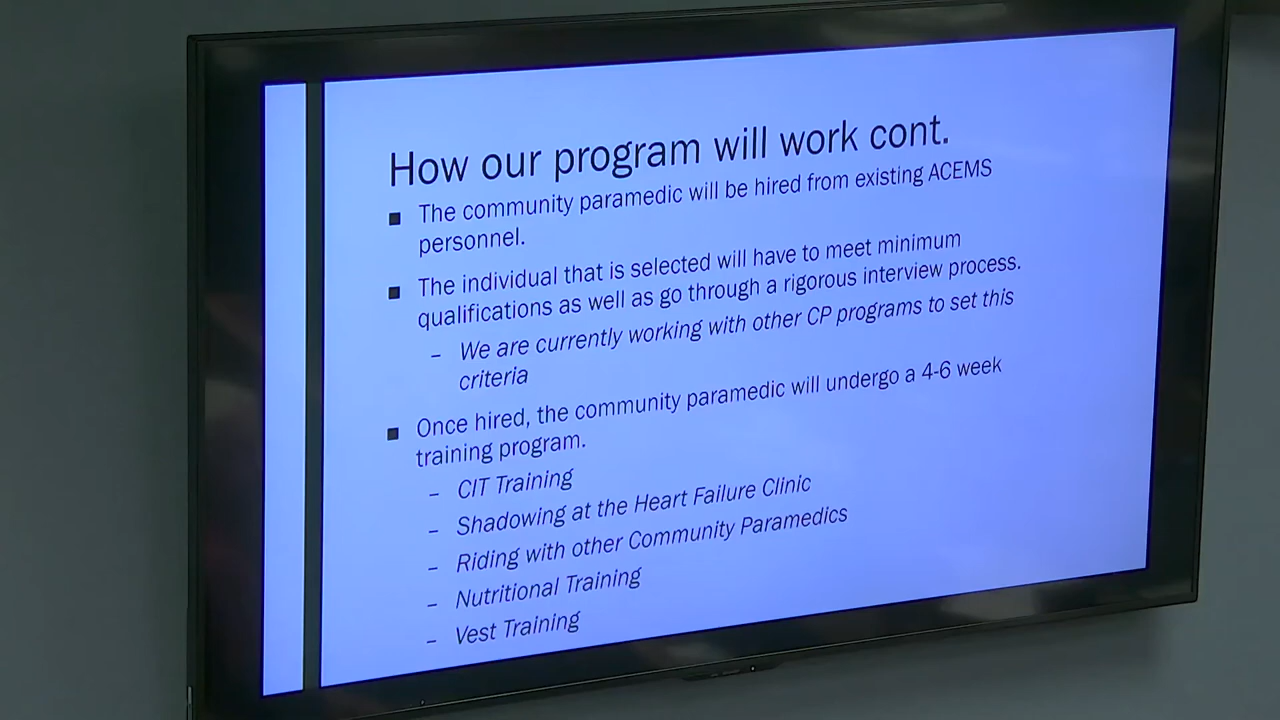 How our program will work cont.
■ The community paramedic will be hired from existing ACEMS
personnel.
■ The individual that is selected will have to meet minimum
qualifications as well as go through a rigorous interview process.
– We are currently working with other CP programs to set this
criteria
■ Once hired, the community paramedic will undergo a 4-6 week
training program.
– CIT Training
– Shadowing at the Heart Failure Clinic
– Riding with other Community Paramedics
– Nutritional Training
– Vest Training